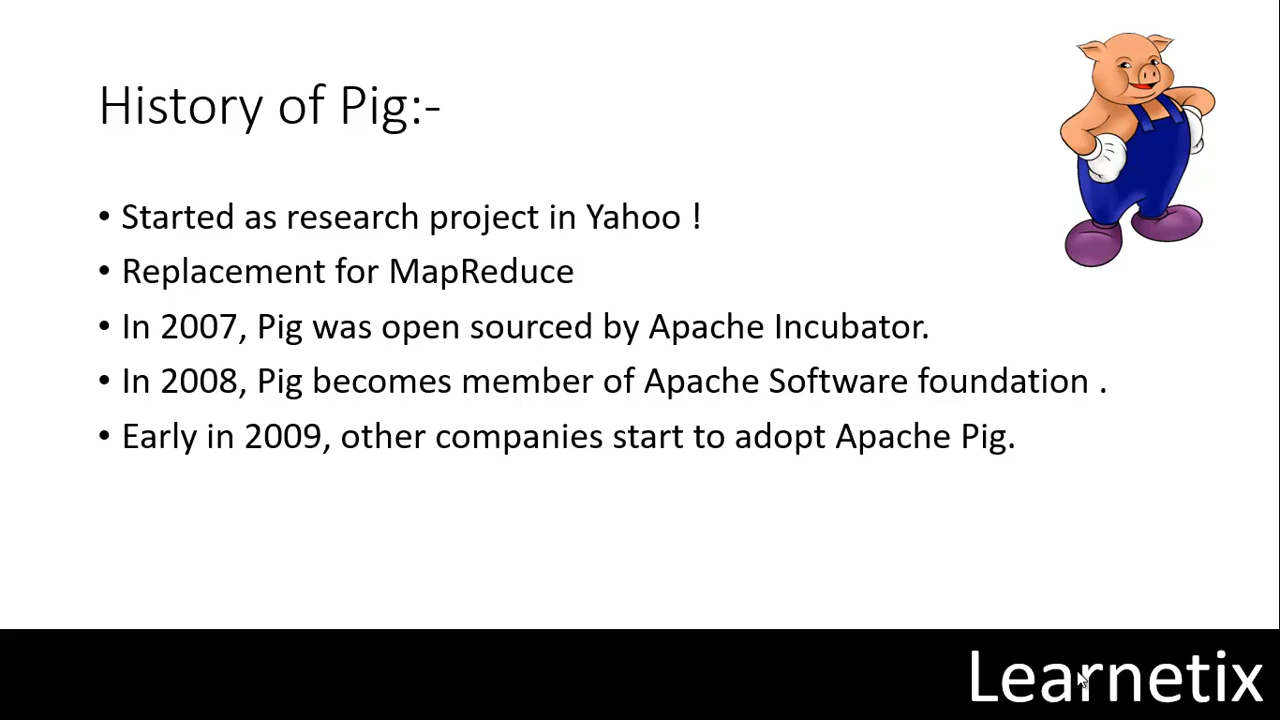 History of Pig:-
• Started as research project in Yahoo !
• Replacement for MapReduce
• In 2007, Pig was open sourced by Apache Incubator.
• In 2008, Pig becomes member of Apache Software foundation .
• Early in 2009, other companies start to adopt Apache Pig.
Learnetix